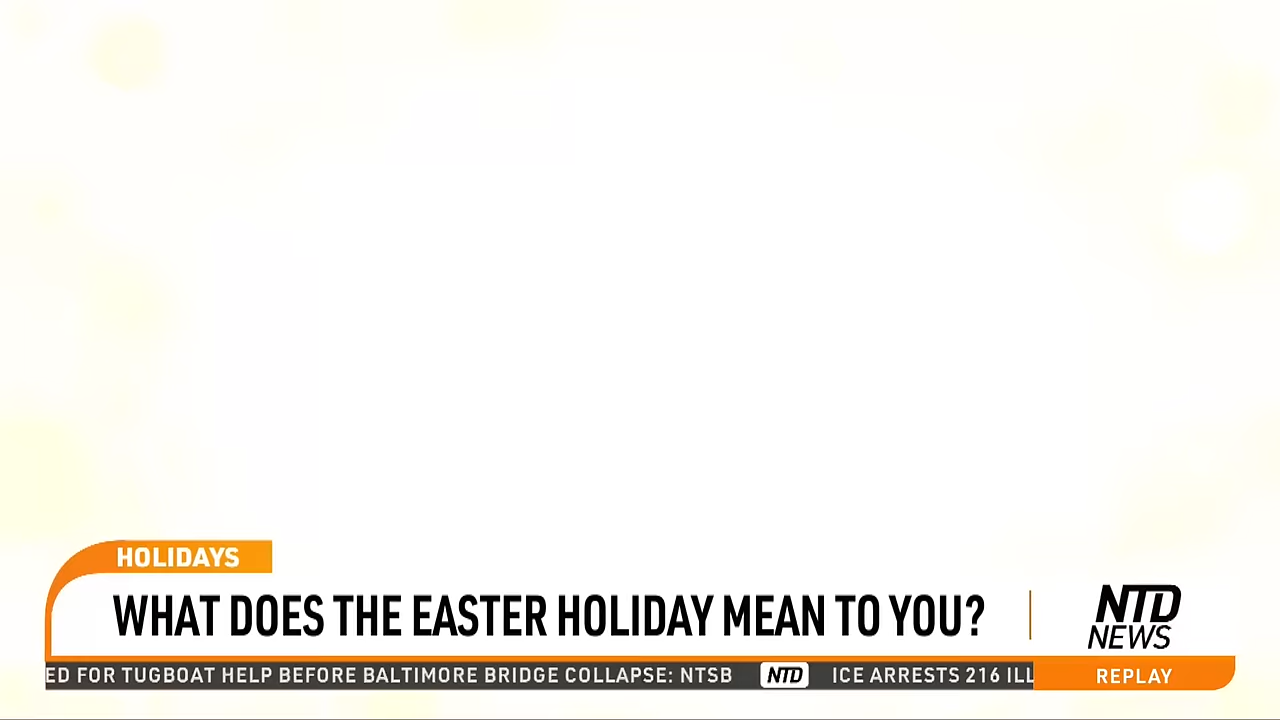 HOLIDAYS
WHAT DOES THE EASTER HOLIDAY MEAN TO YOU?
NTD
NEWS
ED FOR TUGBOAT HELP BEFORE BALTIMORE BRIDGE COLLAPSE: NTSB NTD ICE ARRESTS 216 ILL
REPLAY